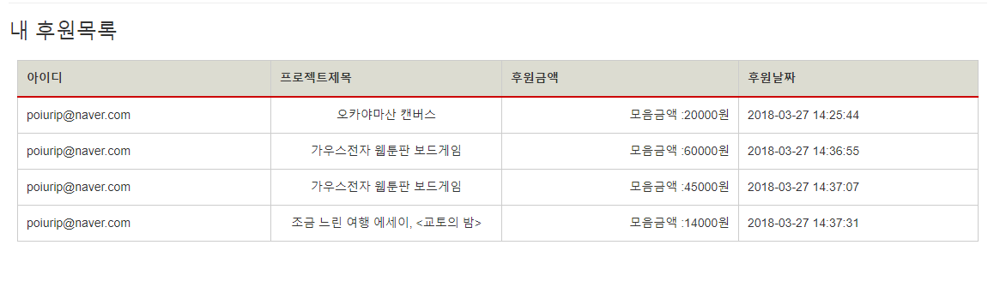 내 후원목록
아이디 프로젝트제목 후원금액 후원날짜
poiurip@naver.com 오카야마산 캔버스 모음금액 :20000원 2018-03-27 14:25:44
poiurip@naver.com 가우스전자 웹툰판 보드게임 모음금액 :60000원 2018-03-27 14:36:55
poiurip@naver.com 가우스전자 웹툰판 보드게임 모음금액 :45000원 2018-03-27 14:37:07
poiurip@naver.com 조금 느린 여행 에세이, <교토의 밤> 모음금액 :14000원 2018-03-27 14:37:31